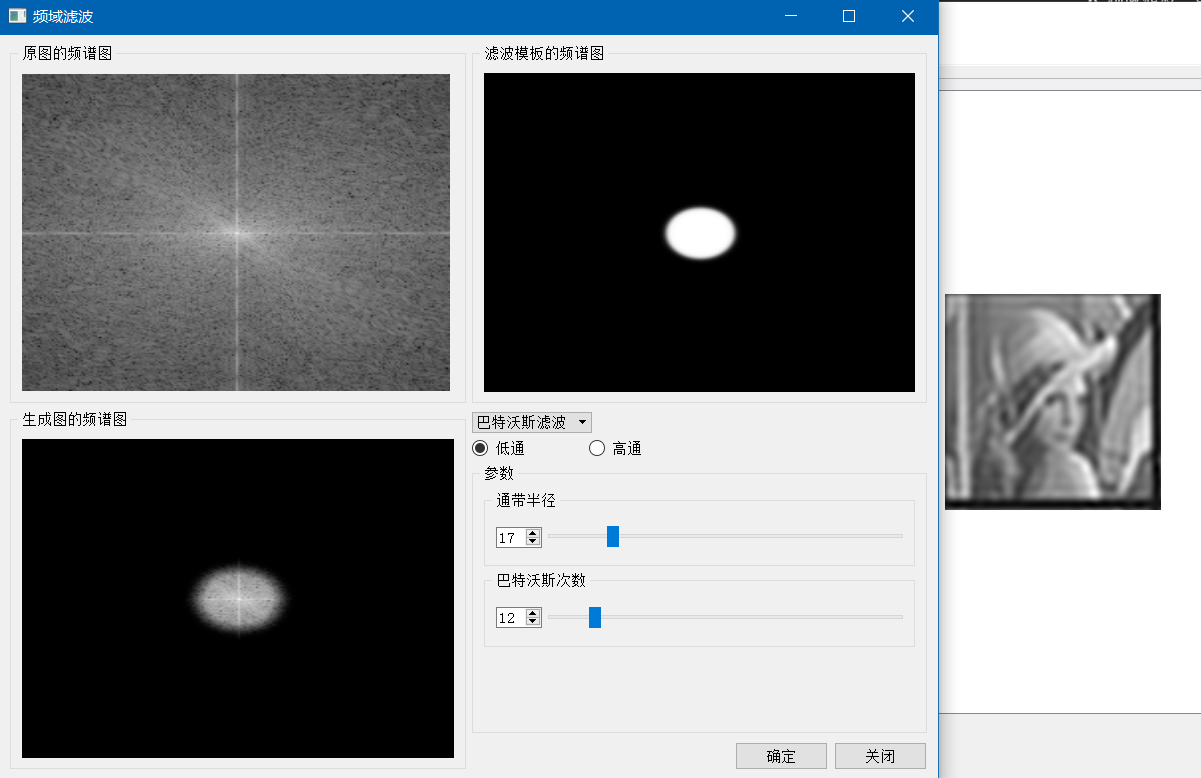 频域滤波
原图的频谱图
滤波模板的频谱图
生成图的频谱图
巴特沃斯滤波
低通
高通
参数
通带半径
17
巴特沃斯次数
12
确定
关闭